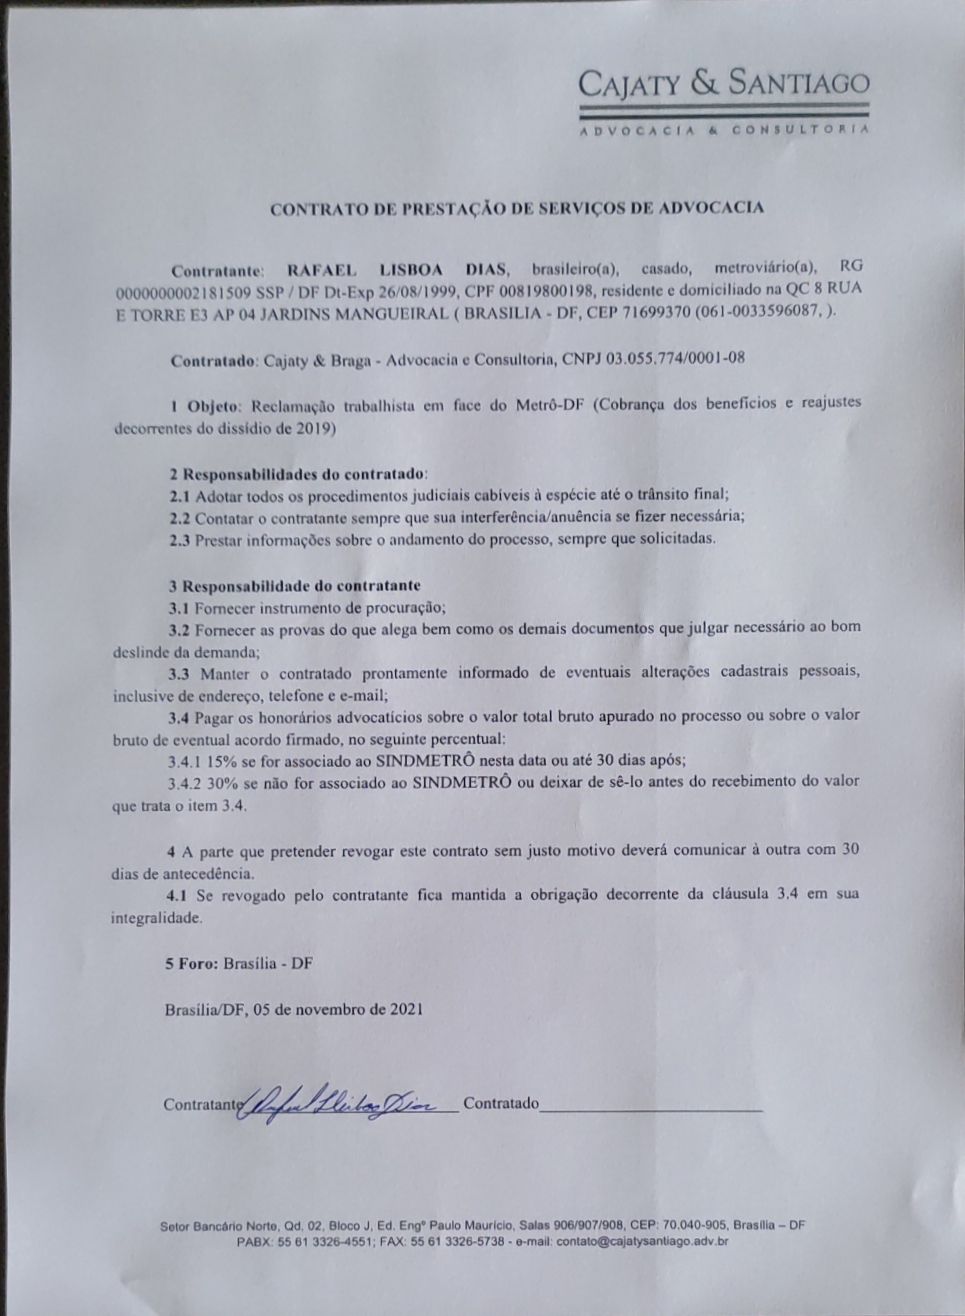 CAJATY & SANTIAGO
ADVOCACIA & CONSULTORIA
CONTRATO DE PRESTAÇÃO DE SERVIÇOS DE ADVOCACIA
Contratante: RAFAEL LISBOA DIAS, brasileiro(a), casado, metroviário(a), RG
0000000002181509 SSP / DF Dt-Exp 26/08/1999, CPF 00819800198, residente e domiciliado na QC 8 RUA
E TORRE E3 AP 04 JARDINS MANGUEIRAL ( BRASILIA - DF, CEP 71699370 (061-0033596087, ).
Contratado: Cajaty & Braga - Advocacia e Consultoria, CNPJ 03.055.774/0001-08
1 Objeto: Reclamação trabalhista em face do Metrô-DF (Cobrança dos benefícios e reajustes
decorrentes do dissídio de 2019)
2 Responsabilidades do contratado:
2.1 Adotar todos os procedimentos judiciais cabíveis à espécie até o trânsito final;
2.2 Contatar o contratante sempre que sua interferência/anuência se fizer necessária;
2.3 Prestar informações sobre o andamento do processo, sempre que solicitadas.
3 Responsabilidade do contratante
3.1 Fornecer instrumento de procuração;
3.2 Fornecer as provas do que alega bem como os demais documentos que julgar necessário ao bom
deslinde da demanda;
3.3 Manter o contratado prontamente informado de eventuais alterações cadastrais pessoais,
inclusive de endereço, telefone e e-mail;
3.4 Pagar os honorários advocatícios sobre o valor total bruto apurado no processo ou sobre o valor
bruto de eventual acordo firmado, no seguinte percentual:
3.4.1 15% se for associado ao SINDMETRÔ nesta data ou até 30 dias após;
3.4.2 30% se não for associado ao SINDMETRÔ ou deixar de sê-lo antes do recebimento do valor
que trata o item 3.4.
4 A parte que pretender revogar este contrato sem justo motivo deverá comunicar à outra com 30
dias de antecedência.
4.1 Se revogado pelo contratante fica mantida a obrigação decorrente da cláusula 3.4 em sua
integralidade.
5 Foro: Brasília - DF
Brasília/DF, 05 de novembro de 2021
Contratante Rafael Lisboa Dias Contratado
Setor Bancário Norte, Qd. 02, Bloco J, Ed. Engº Paulo Maurício, Salas 906/907/908, CEP: 70.040-905, Brasília – DF
PABX: 55 61 3326-4551; FAX: 55 61 3326-5738 - e-mail: contato@cajatysantiago.adv.br